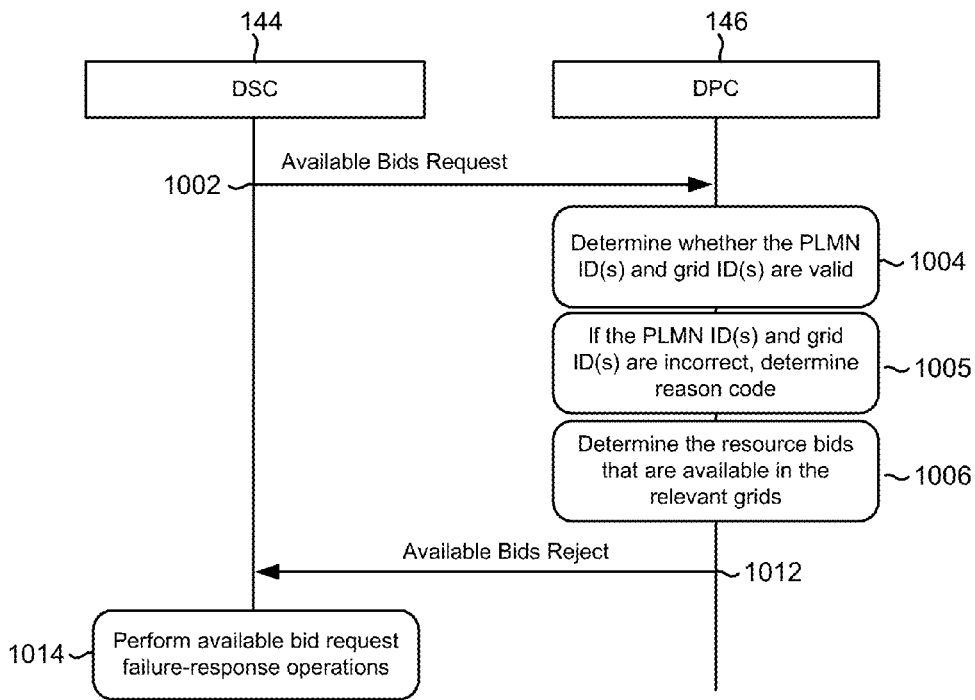 144
146
DSC
DPC
Available Bids Request
1002
Determine whether the PLMN
ID(s) and grid ID(s) are valid
1004
If the PLMN ID(s) and grid
ID(s) are incorrect, determine
reason code
1005
Determine the resource bids
that are available in the
relevant grids
1006
Available Bids Reject
1012
Perform available bid request
failure-response operations
1014